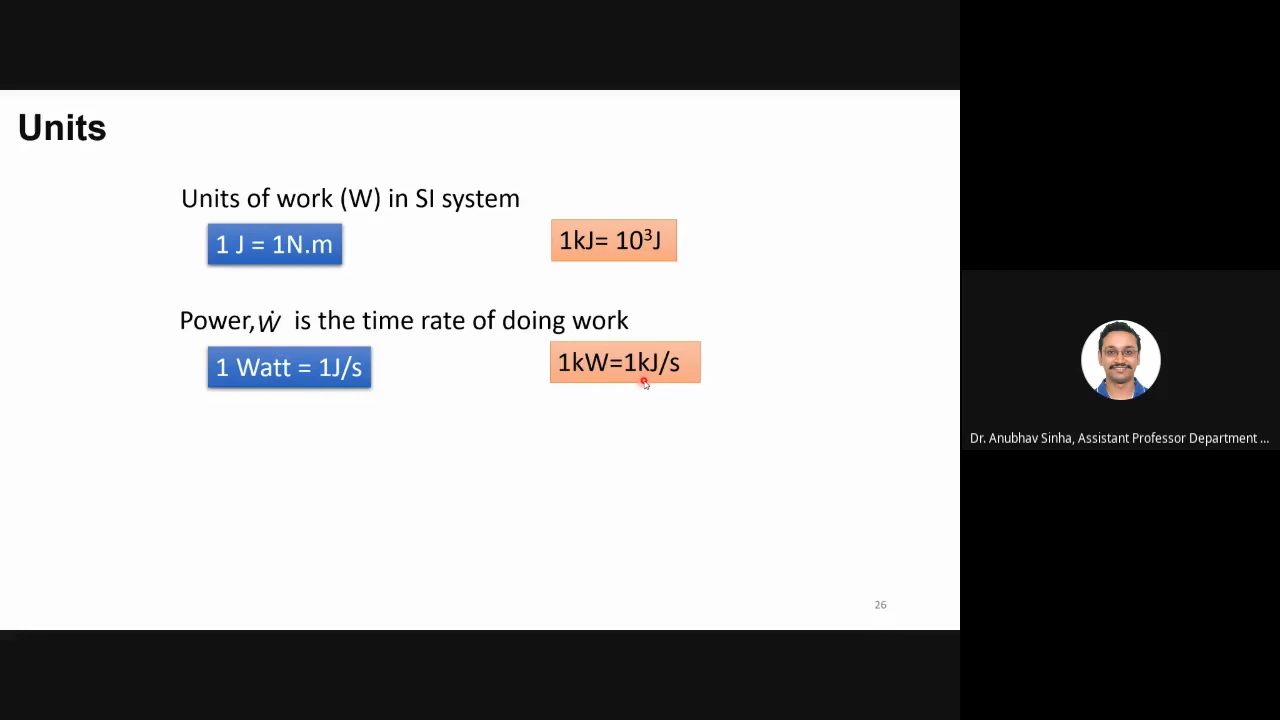 Units
Units of work (W) in SI system
1 J = 1N.m
1kJ= 10³J
Power,Ẇ is the time rate of doing work
1 Watt = 1J/s
1kW=1kJ/s
26
Dr. Anubhav Sinha, Assistant Professor Department ...